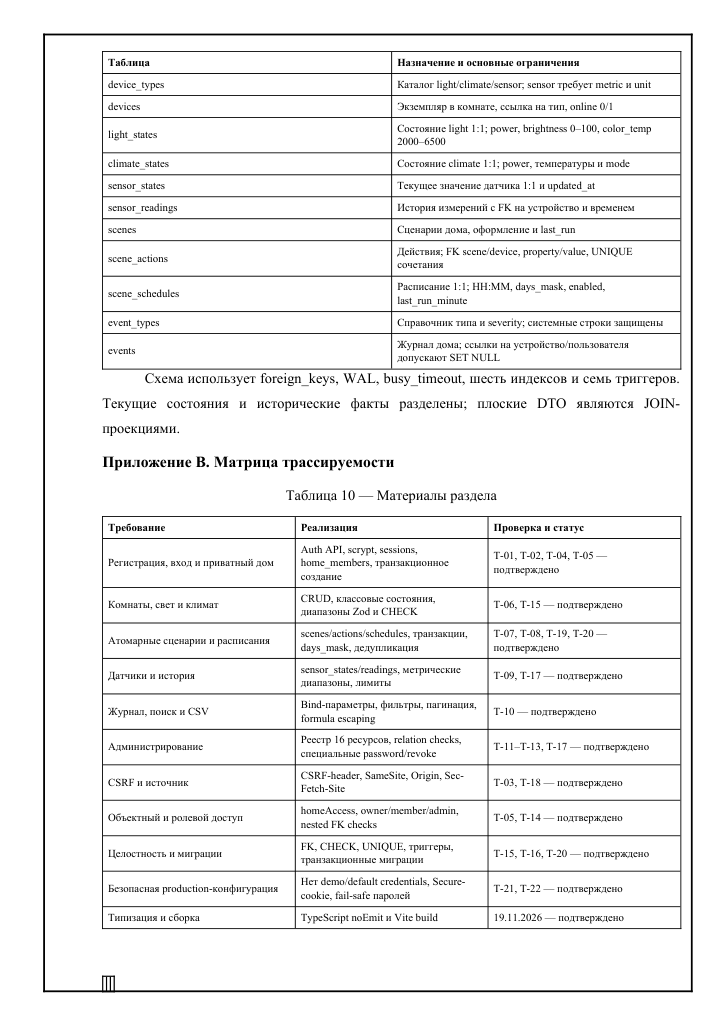 Таблица Назначение и основные ограничения
device_types Каталог light/climate/sensor; sensor требует metric и unit
devices Экземпляр в комнате, ссылка на тип, online 0/1
light_states Состояние light 1:1; power, brightness 0–100, color_temp
2000–6500
climate_states Состояние climate 1:1; power, температуры и mode
sensor_states Текущее значение датчика 1:1 и updated_at
sensor_readings История измерений с FK на устройство и временем
scenes Сценарии дома, оформление и last_run
scene_actions Действия; FK scene/device, property/value, UNIQUE
сочетания
scene_schedules Расписание 1:1; HH:MM, days_mask, enabled,
last_run_minute
event_types Справочник типа и severity; системные строки защищены
events Журнал дома; ссылки на устройство/пользователя
допускают SET NULL
Схема использует foreign_keys, WAL, busy_timeout, шесть индексов и семь триггеров.
Текущие состояния и исторические факты разделены; плоские DTO являются JOIN-
проекциями.
Приложение В. Матрица трассируемости
Таблица 10 — Материалы раздела
Требование Реализация Проверка и статус
Регистрация, вход и приватный дом Auth API, scrypt, sessions,
home_members, транзакционное
создание T-01, T-02, T-04, T-05 —
подтверждено
Комнаты, свет и климат CRUD, классовые состояния,
диапазоны Zod и CHECK T-06, T-15 — подтверждено
Атомарные сценарии и расписания scenes/actions/schedules, транзакции,
days_mask, дедупликация T-07, T-08, T-19, T-20 —
подтверждено
Датчики и история sensor_states/readings, метрические
диапазоны, лимиты T-09, T-17 — подтверждено
Журнал, поиск и CSV Bind-параметры, фильтры, пагинация,
formula escaping T-10 — подтверждено
Администрирование Реестр 16 ресурсов, relation checks,
специальные password/revoke T-11–T-13, T-17 — подтверждено
CSRF и источник CSRF-header, SameSite, Origin, Sec-
Fetch-Site T-03, T-18 — подтверждено
Объектный и ролевой доступ homeAccess, owner/member/admin,
nested FK checks T-05, T-14 — подтверждено
Целостность и миграции FK, CHECK, UNIQUE, триггеры,
транзакционные миграции T-15, T-16, T-20 — подтверждено
Безопасная production-конфигурация Нет demo/default credentials, Secure-
cookie, fail-safe паролей T-21, T-22 — подтверждено
Типизация и сборка TypeScript noEmit и Vite build 19.11.2026 — подтверждено